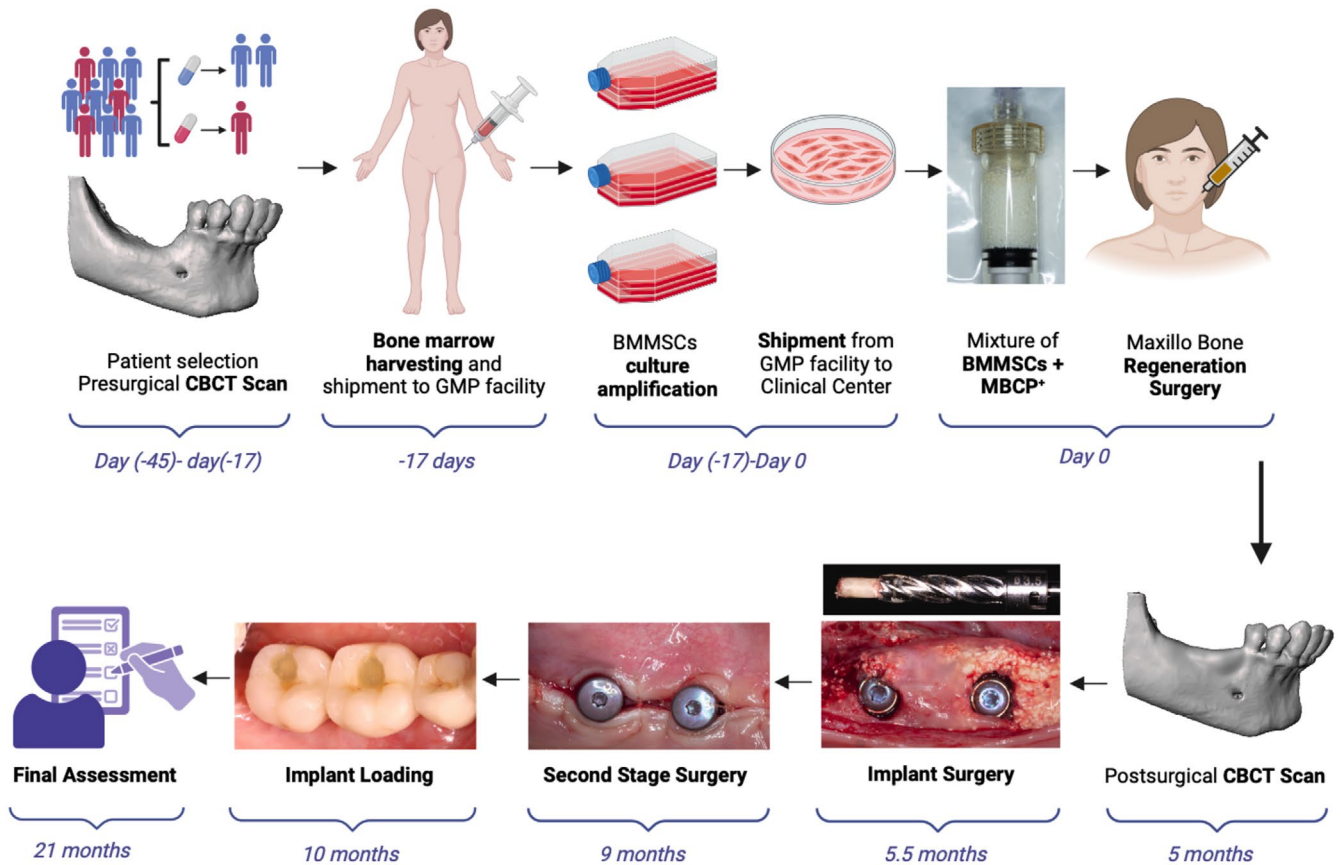 Patient selection
Presurgical CBCT Scan
Day (-45)- day(-17)
Bone marrow
harvesting and
shipment to GMP facility
-17 days
BMMSCs
culture
amplification
Shipment from
GMP facility to
Clinical Center
Day (-17)-Day 0
Mixture of
BMMSCs +
MBCP⁺
Maxillo Bone
Regeneration
Surgery
Day 0
Final Assessment
21 months
Implant Loading
10 months
Second Stage Surgery
9 months
ø 3.5
Implant Surgery
5.5 months
Postsurgical CBCT Scan
5 months